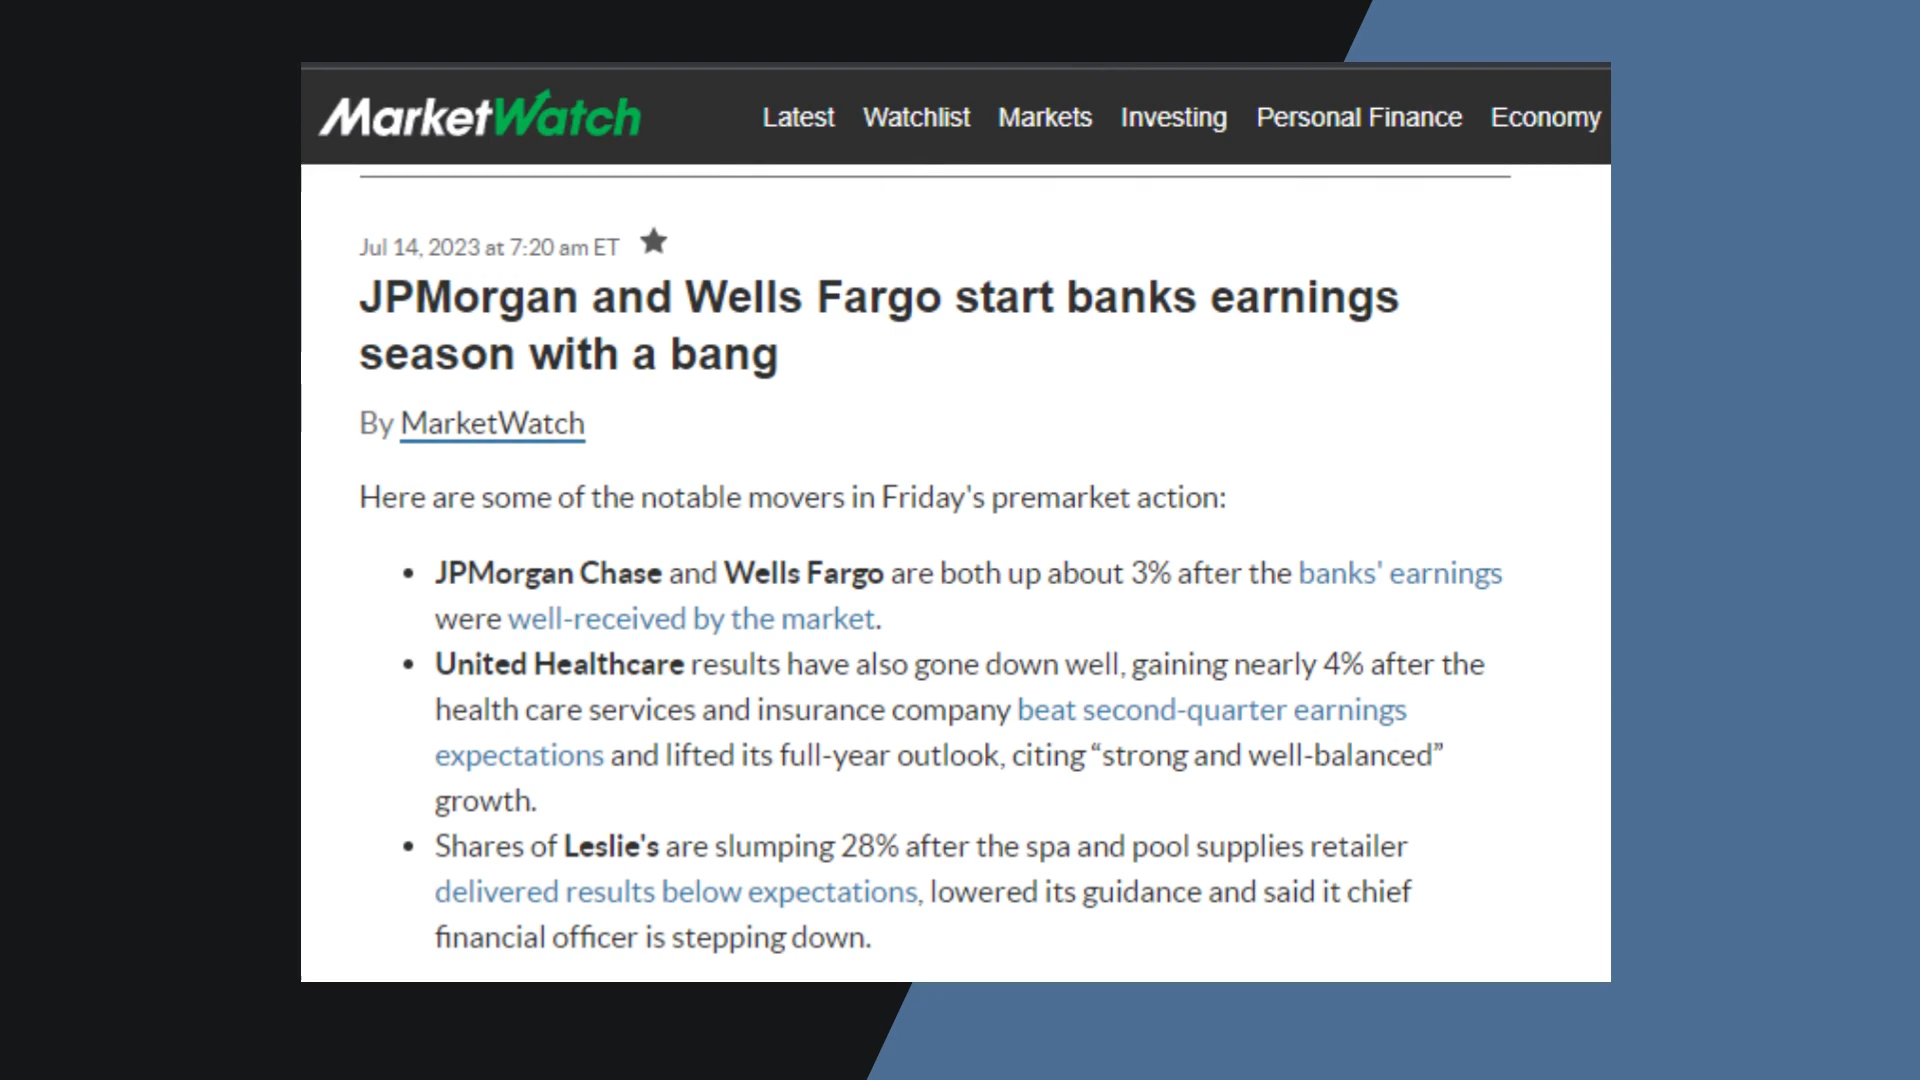 MarketWatch
Latest Watchlist Markets Investing Personal Finance Economy
Jul 14, 2023 at 7:20 am ET
JPMorgan and Wells Fargo start banks earnings
season with a bang
By MarketWatch
Here are some of the notable movers in Friday's premarket action:
• JPMorgan Chase and Wells Fargo are both up about 3% after the banks' earnings
were well-received by the market.
• United Healthcare results have also gone down well, gaining nearly 4% after the
health care services and insurance company beat second-quarter earnings
expectations and lifted its full-year outlook, citing “strong and well-balanced”
growth.
• Shares of Leslie's are slumping 28% after the spa and pool supplies retailer
delivered results below expectations, lowered its guidance and said it chief
financial officer is stepping down.